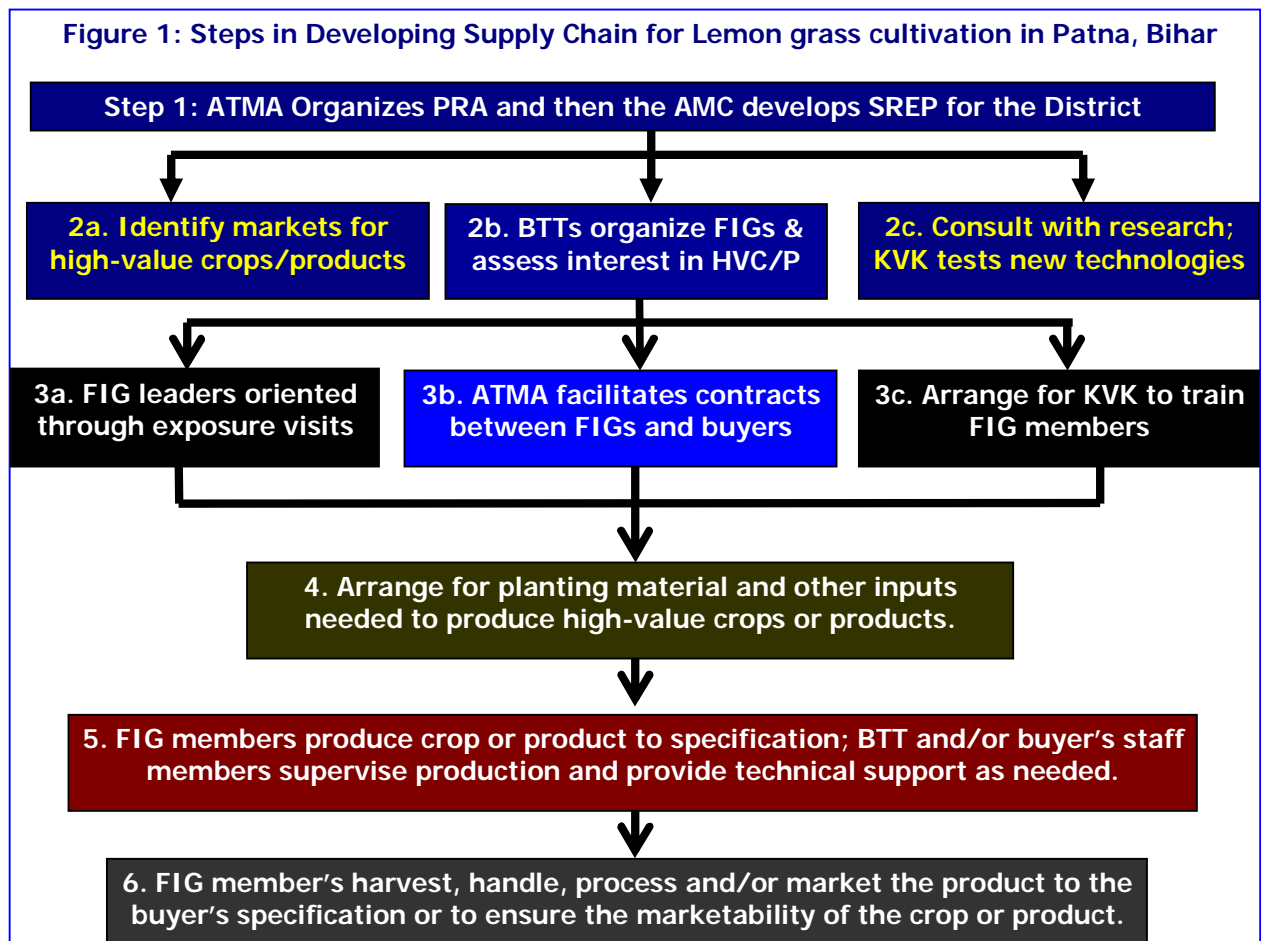 Figure 1: Steps in Developing Supply Chain for Lemon grass cultivation in Patna, Bihar
Step 1: ATMA Organizes PRA and then the AMC develops SREP for the District
2a. Identify markets for
high-value crops/products
2b. BTTs organize FIGs &
assess interest in HVC/P
2c. Consult with research;
KVK tests new technologies
3a. FIG leaders oriented
through exposure visits
3b. ATMA facilitates contracts
between FIGs and buyers
3c. Arrange for KVK to train
FIG members
4. Arrange for planting material and other inputs
needed to produce high-value crops or products.
5. FIG members produce crop or product to specification; BTT and/or buyer's staff
members supervise production and provide technical support as needed.
6. FIG member's harvest, handle, process and/or market the product to the
buyer's specification or to ensure the marketability of the crop or product.